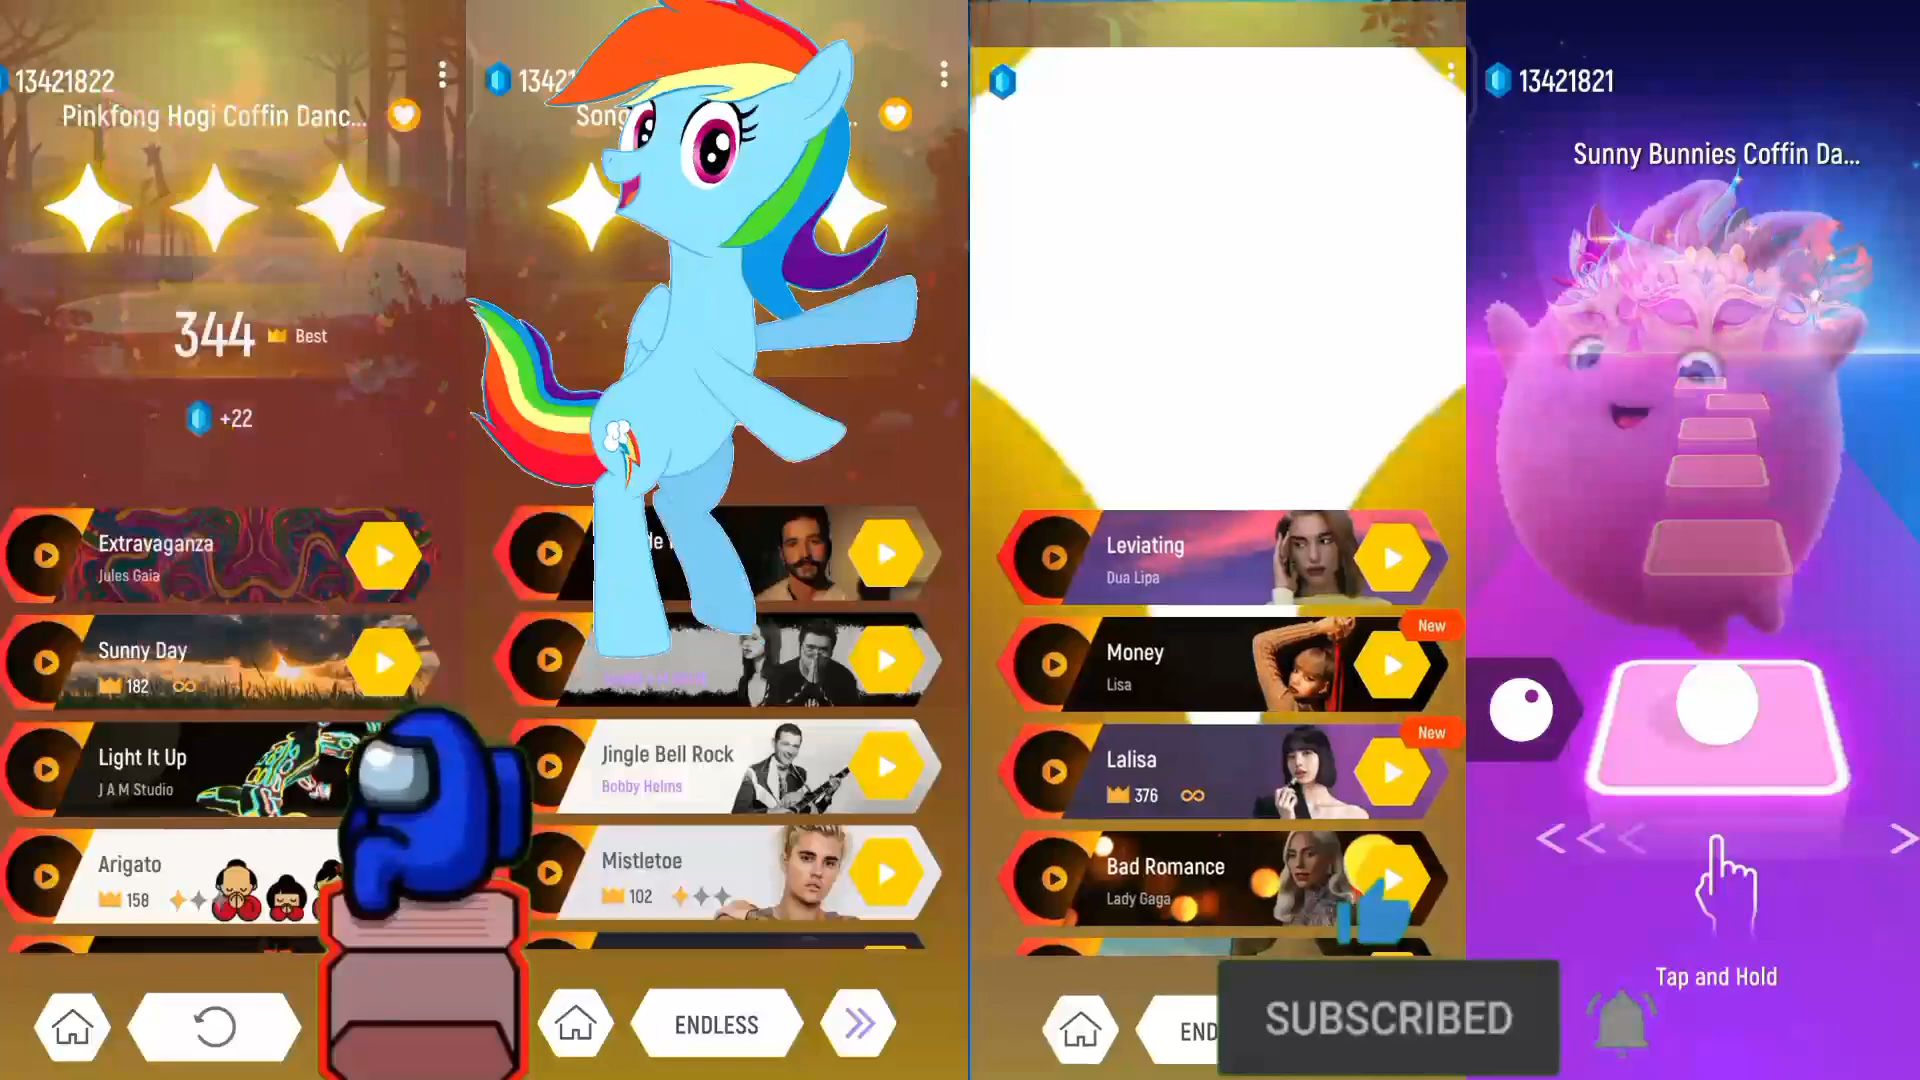 13421822
Pinkfong Hogi Coffin Danc...
344 Best
+22
Extravaganza
Jules Gaia
Sunny Day
182
Light It Up
J A M Studio
Arigato
158
1342
Song
Jingle Bell Rock
Bobby Helms
Mistletoe
102
ENDLESS
Leviating
Dua Lipa
New
Money
Lisa
New
Lalisa
376
Bad Romance
Lady Gaga
END
SUBSCRIBED
13421821
Sunny Bunnies Coffin Da...
Tap and Hold